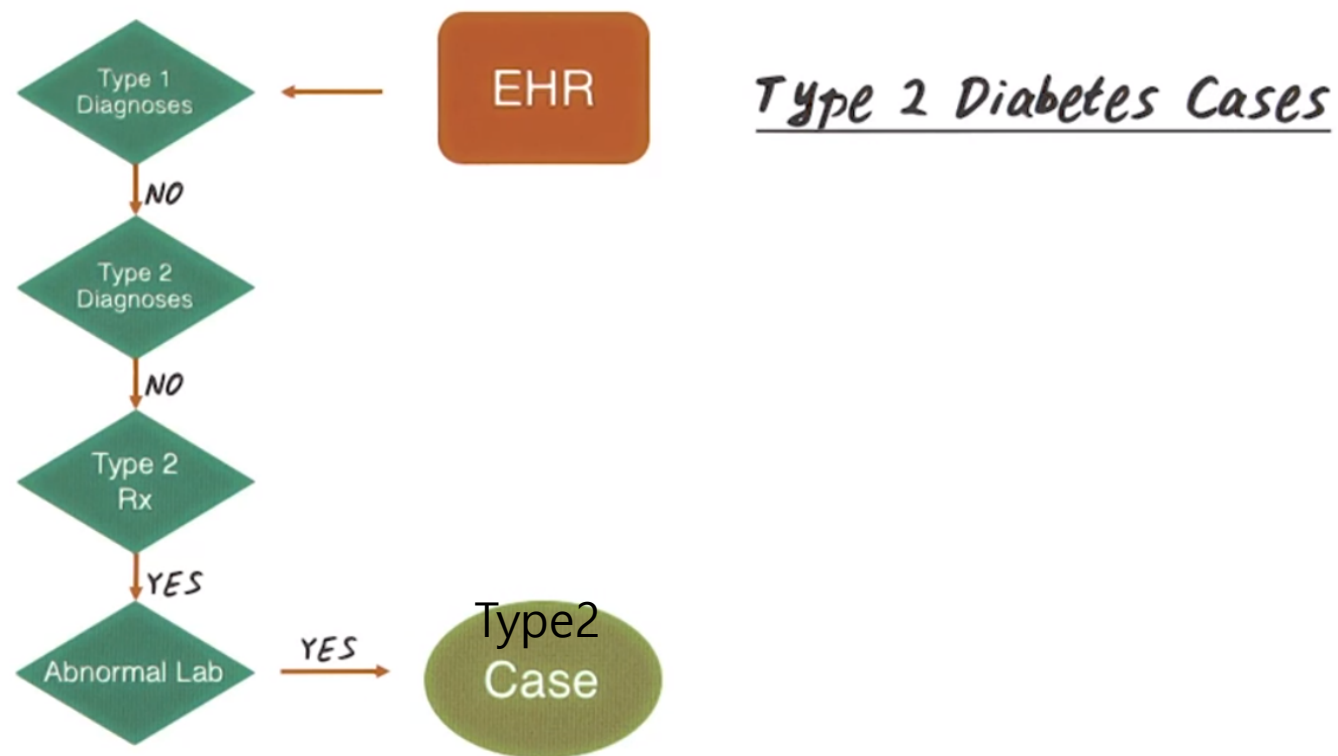 EHR
Type 2 Diabetes Cases
Type 1
Diagnoses
NO
Type 2
Diagnoses
NO
Type 2
Rx
YES
Abnormal Lab
YES
Type2
Case